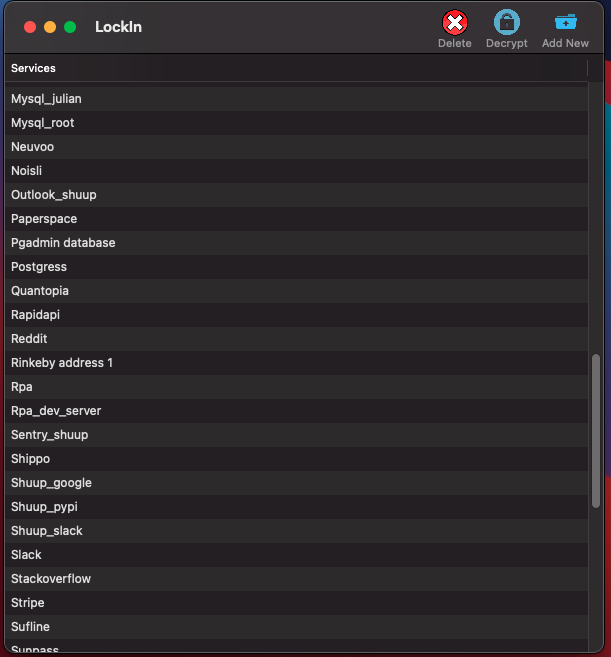 LockIn
Delete
Decrypt
Add New
Services
Mysql_julian
Mysql_root
Neuvoo
Noisli
Outlook_shuup
Paperspace
Pgadmin database
Postgress
Quantopia
Rapidapi
Reddit
Rinkeby address 1
Rpa
Rpa_dev_server
Sentry_shuup
Shippo
Shuup_google
Shuup_pypi
Shuup_slack
Slack
Stackoverflow
Stripe
Sufline